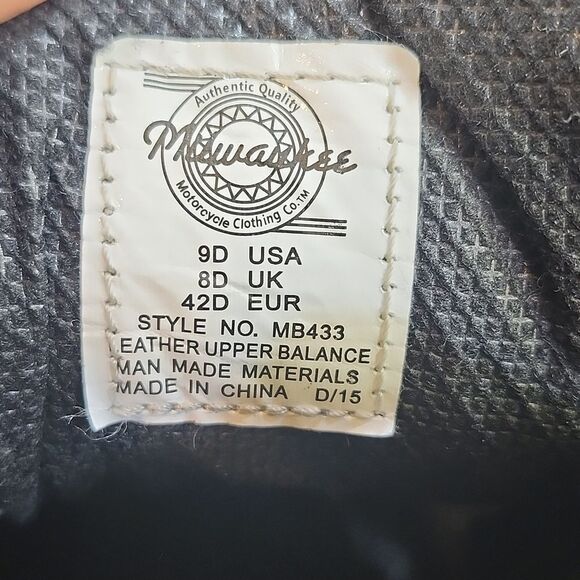 Authentic Quality
Milwaukee
Motorcycle Clothing Co.™
9D USA
8D UK
42D EUR
STYLE NO. MB433
EATHER UPPER BALANCE
MAN MADE MATERIALS
MADE IN CHINA D/15